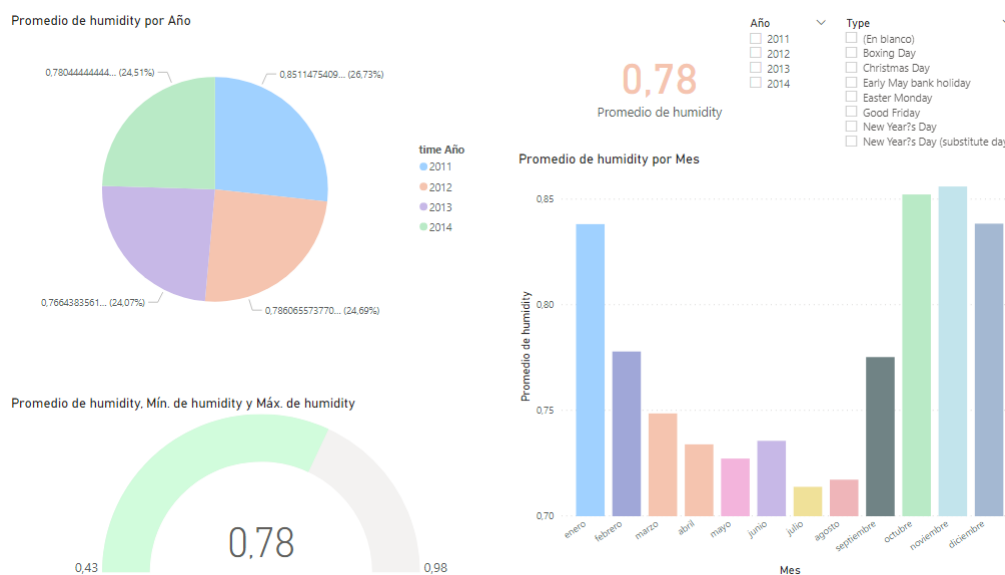 Promedio de humidity por Año
0,78044444444... (24,51%)
0,8511475409... (26,73%)
0,7664383561... (24,07%)
0,786065573770... (24,69%)
time Año
2011
2012
2013
2014
0,78
Promedio de humidity
Año
2011
2012
2013
2014
Type
(En blanco)
Boxing Day
Christmas Day
Early May bank holiday
Easter Monday
Good Friday
New Year?s Day
New Year?s Day (substitute day
Promedio de humidity por Mes
Promedio de humidity
0,85
0,80
0,75
0,70
enero
febrero
marzo
abril
mayo
junio
julio
agosto
septiembre
octubre
noviembre
diciembre
Mes
Promedio de humidity, Mín. de humidity y Máx. de humidity
0,78
0,43
0,98